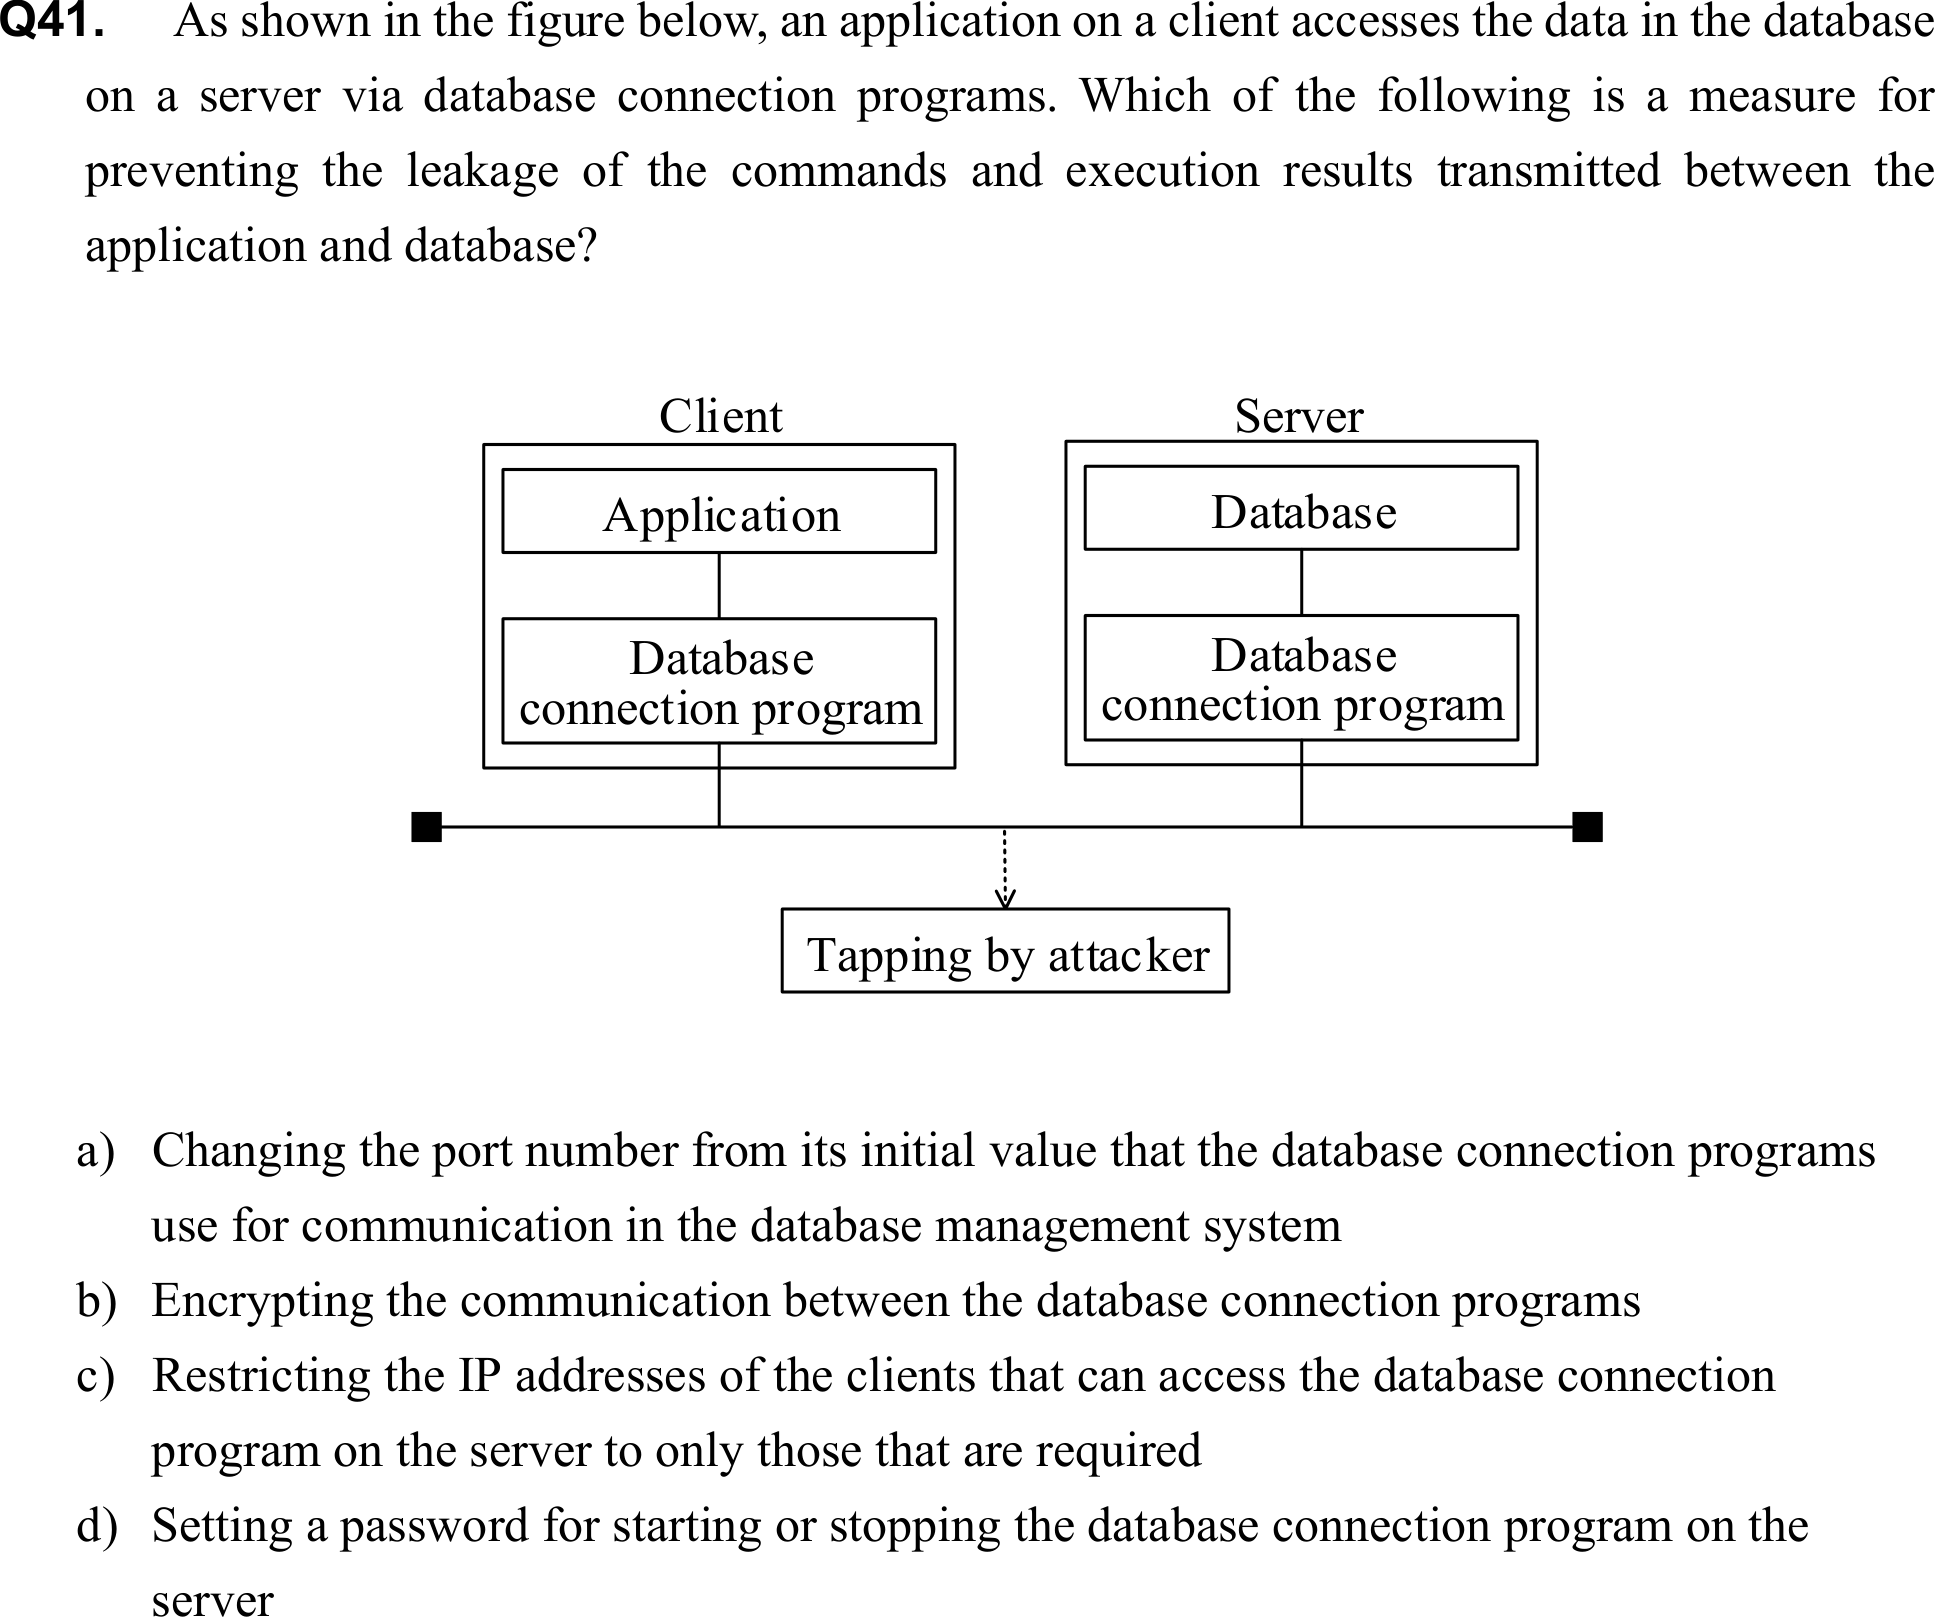 Q41. As shown in the figure below, an application on a client accesses the data in the database
on a server via database connection programs. Which of the following is a measure for
preventing the leakage of the commands and execution results transmitted between the
application and database?
Client
Server
Application
Database
Database
connection program
Database
connection program
Tapping by attacker
a) Changing the port number from its initial value that the database connection programs
use for communication in the database management system
b) Encrypting the communication between the database connection programs
c) Restricting the IP addresses of the clients that can access the database connection
program on the server to only those that are required
d) Setting a password for starting or stopping the database connection program on the
server